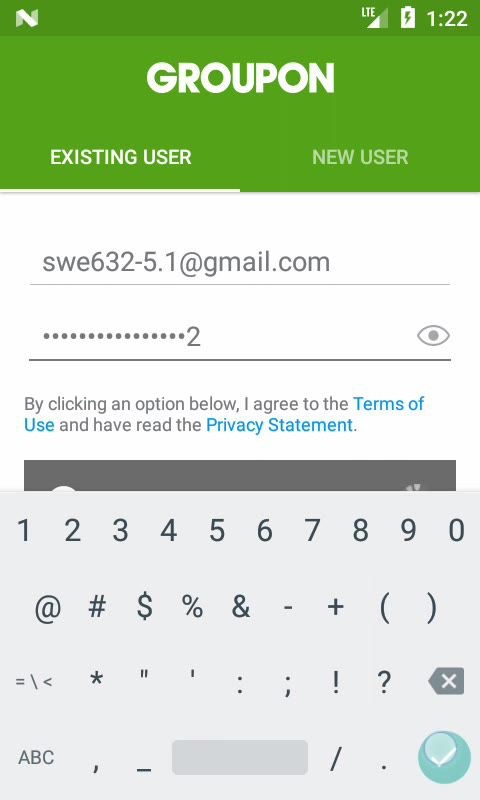 LTE 1:22
GROUPON
EXISTING USER NEW USER
swe632-5.1@gmail.com
••••••••••••••••2
By clicking an option below, I agree to the Terms of
Use and have read the Privacy Statement.
1 2 3 4 5 6 7 8 9 0
@ # $ % & - + ( )
= \ < * " ' : ; ! ?
ABC , _ / .